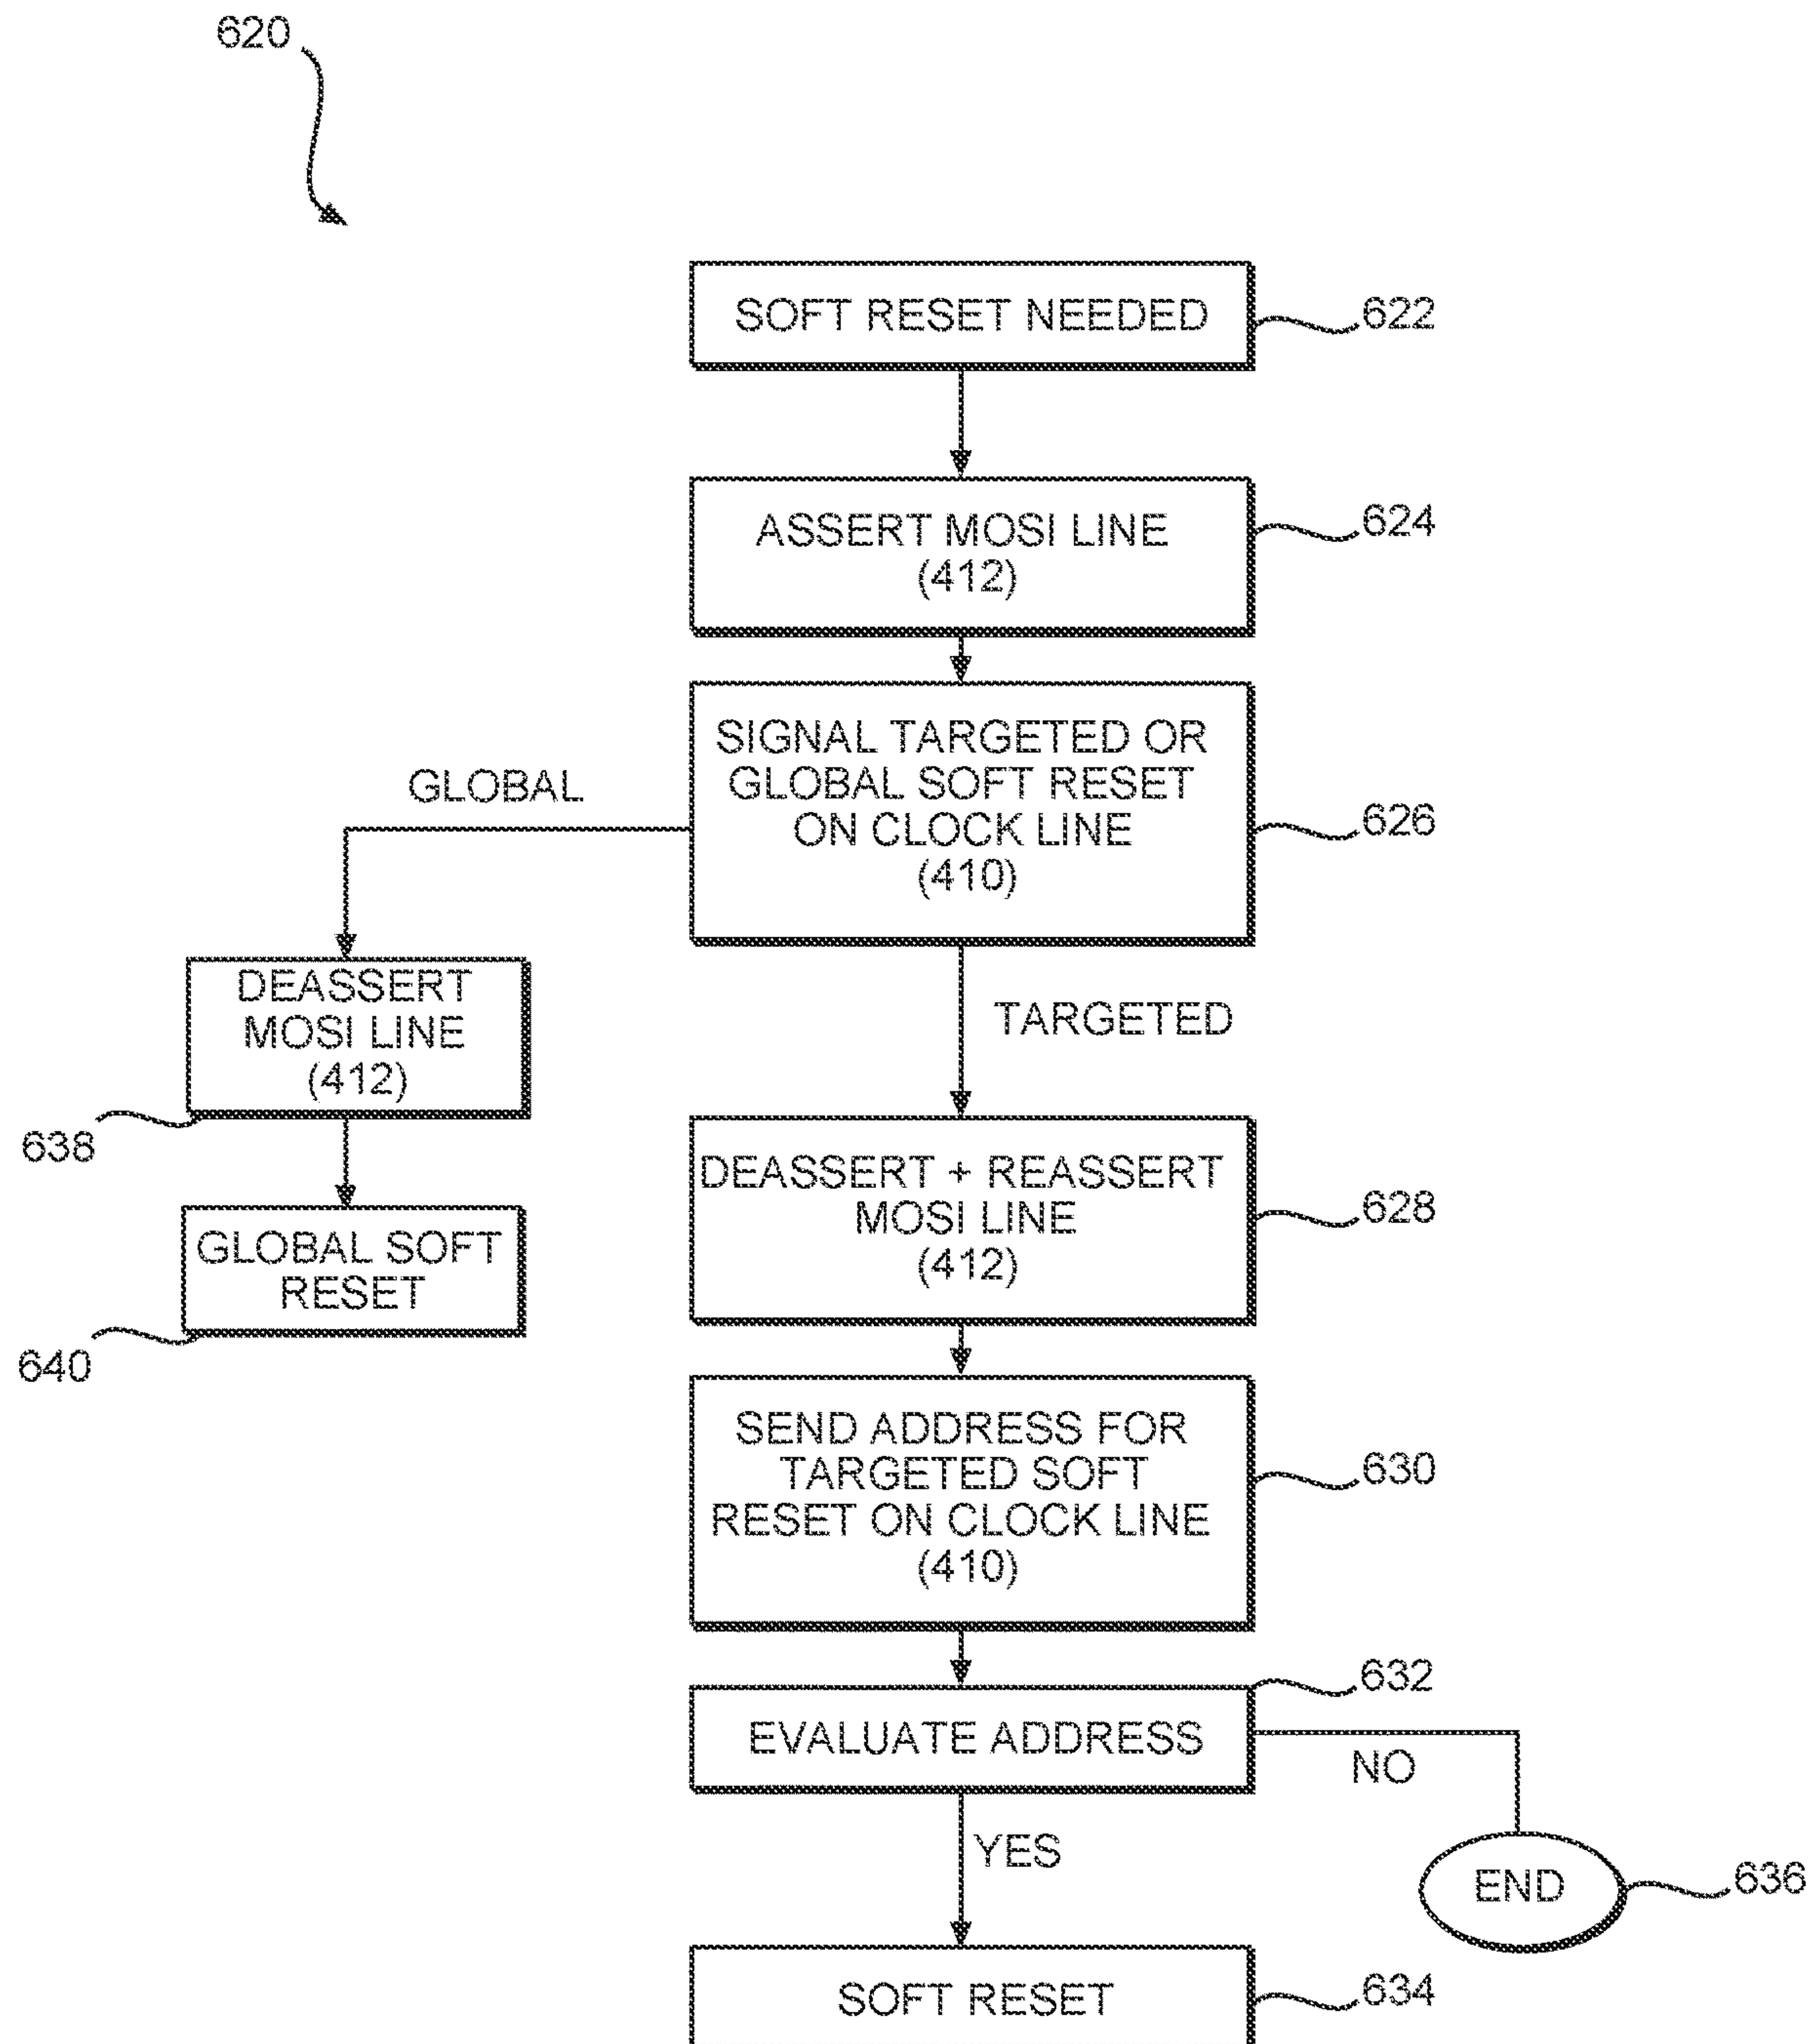 620
SOFT RESET NEEDED
622
ASSERT MOSI LINE
(412)
624
SIGNAL TARGETED OR
GLOBAL SOFT RESET
ON CLOCK LINE
(410)
626
GLOBAL
TARGETED
DEASSERT
MOSI LINE
(412)
638
GLOBAL SOFT
RESET
640
DEASSERT + REASSERT
MOSI LINE
(412)
628
SEND ADDRESS FOR
TARGETED SOFT
RESET ON CLOCK LINE
(410)
630
632
EVALUATE ADDRESS
NO
YES
END
636
SOFT RESET
634